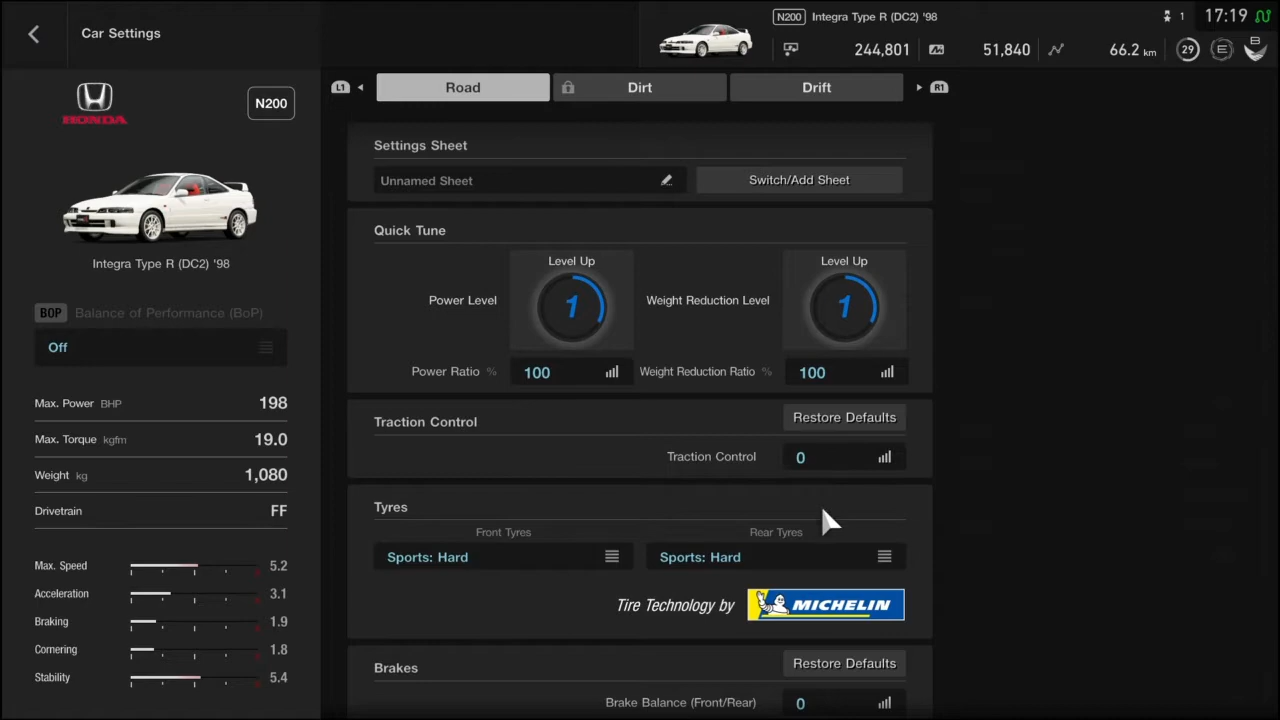 Car Settings
N200 Integra Type R (DC2) '98
1 17:19
244,801 51,840 66.2 km 29 E B
HONDA
N200
Integra Type R (DC2) '98
BOP Balance of Performance (BoP)
Off
Max. Power BHP 198
Max. Torque kgfm 19.0
Weight kg 1,080
Drivetrain FF
Max. Speed 5.2
Acceleration 3.1
Braking 1.9
Cornering 1.8
Stability 5.4
L1 Road Dirt Drift R1
Settings Sheet
Unnamed Sheet Switch/Add Sheet
Quick Tune
Level Up Level Up
Power Level 1 Weight Reduction Level 1
Power Ratio % 100 Weight Reduction Ratio % 100
Traction Control Restore Defaults
Traction Control 0
Tyres
Front Tyres Rear Tyres
Sports: Hard Sports: Hard
Tire Technology by MICHELIN
Brakes Restore Defaults
Brake Balance (Front/Rear) 0